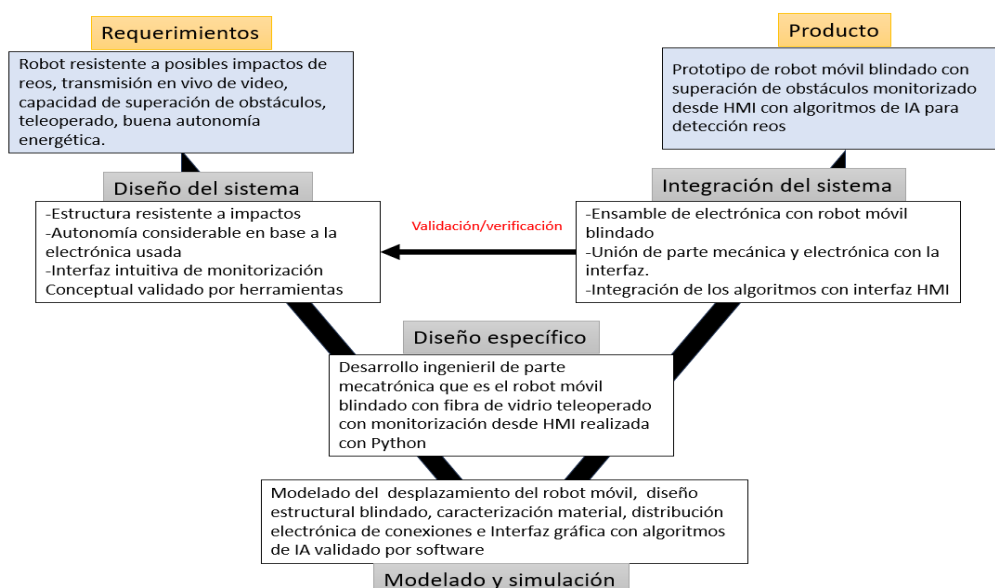 Requerimientos
Robot resistente a posibles impactos de
reos, transmisión en vivo de video,
capacidad de superación de obstáculos,
teleoperado, buena autonomía
energética.
Producto
Prototipo de robot móvil blindado con
superación de obstáculos monitorizado
desde HMI con algoritmos de IA para
detección reos
Diseño del sistema
-Estructura resistente a impactos
-Autonomía considerable en base a la
electrónica usada
-Interfaz intuitiva de monitorización
Conceptual validado por herramientas
Validación/verificación
Integración del sistema
-Ensamble de electrónica con robot móvil
blindado
-Unión de parte mecánica y electrónica con la
interfaz.
-Integración de los algoritmos con interfaz HMI
Diseño específico
Desarrollo ingenieril de parte
mecatrónica que es el robot móvil
blindado con fibra de vidrio teleoperado
con monitorización desde HMI realizada
con Python
Modelado del desplazamiento del robot móvil, diseño
estructural blindado, caracterización material, distribución
electrónica de conexiones e Interfaz gráfica con algoritmos
de IA validado por software
Modelado y simulación